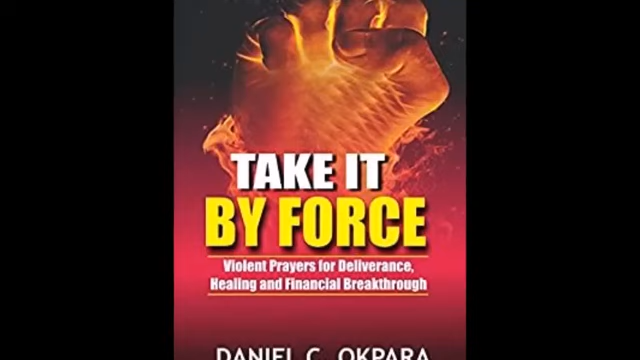 TAKE IT
BY FORCE
Violent Prayers for Deliverance,
Healing and Financial Breakthrough
DANIEL C. OKPARA